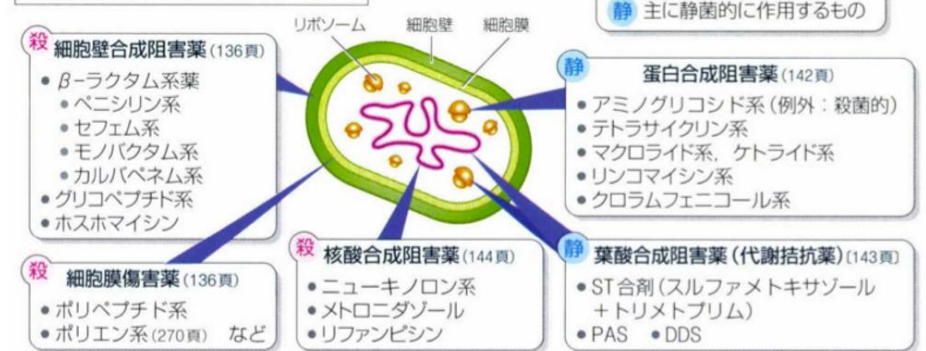 静 主に静菌的に作用するもの
リボソーム 細胞壁 細胞膜
殺 細胞壁合成阻害薬(136頁)
● β-ラクタム系薬
● ペニシリン系
● セフェム系
● モノバクタム系
● カルバペネム系
● グリコペプチド系
● ホスホマイシン
静 蛋白合成阻害薬(142頁)
● アミノグリコシド系(例外:殺菌的)
● テトラサイクリン系
● マクロライド系,ケトライド系
● リンコマイシン系
● クロラムフェニコール系
殺 細胞膜傷害薬(136頁)
● ポリペプチド系
● ポリエン系(270頁) など
殺 核酸合成阻害薬(144頁)
● ニューキノロン系
● メトロニダゾール
● リファンピシン
静 葉酸合成阻害薬(代謝拮抗薬)〔143頁〕
● ST合剤(スルファメトキサゾール
+トリメトプリム)
● PAS ● DDS